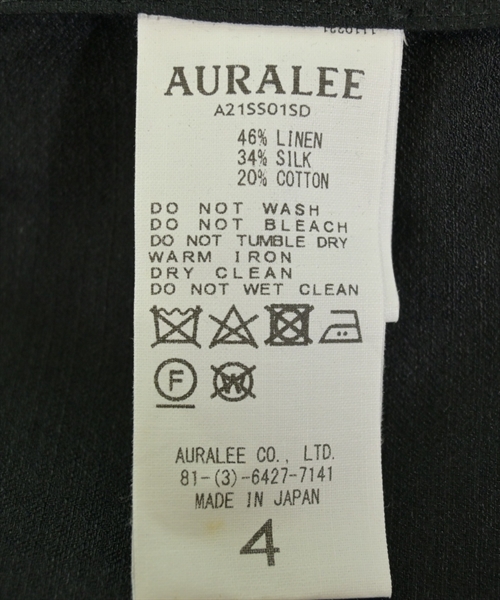 AURALEE
A21SS01SD
46% LINEN
34% SILK
20% COTTON
DO NOT WASH
DO NOT BLEACH
DO NOT TUMBLE DRY
WARM IRON
DRY CLEAN
DO NOT WET CLEAN
F W
AURALEE CO., LTD.
81-(3)-6427-7141
MADE IN JAPAN
4